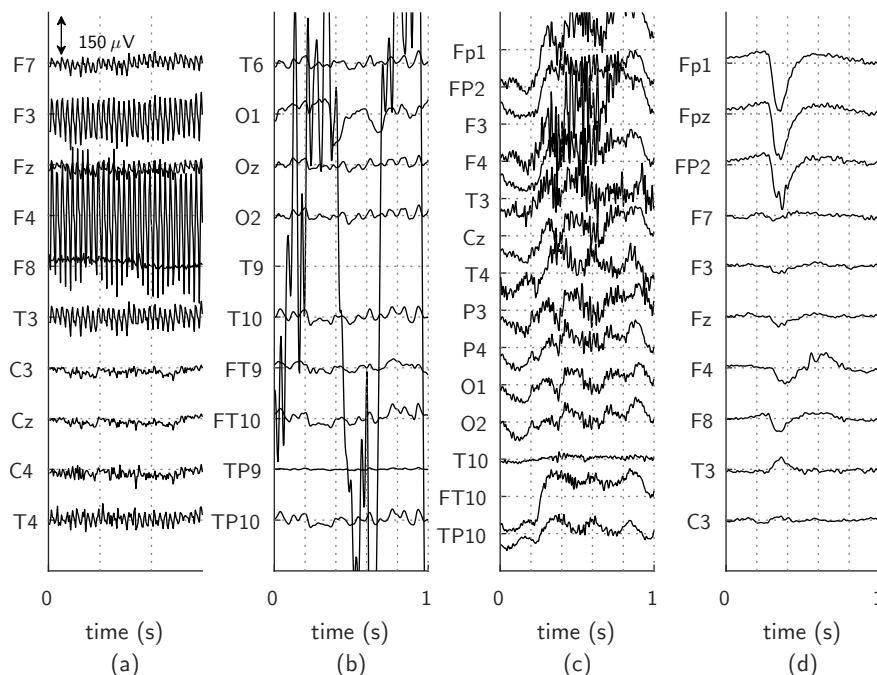 150 μV
F7
F3
Fz
F4
F8
T3
C3
Cz
C4
T4
0
time (s)
(a)
T6
O1
Oz
O2
T9
T10
FT9
FT10
TP9
TP10
0 1
time (s)
(b)
Fp1
FP2
F3
F4
T3
Cz
T4
P3
P4
O1
O2
T10
FT10
TP10
0 1
time (s)
(c)
Fp1
Fpz
FP2
F7
F3
Fz
F4
F8
T3
C3
0 1
time (s)
(d)